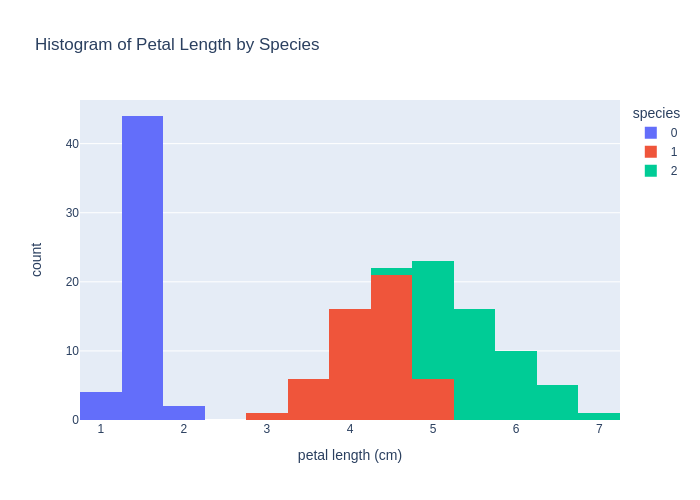 Histogram of Petal Length by Species
species
0
1
2
count
40
30
20
10
0
1 2 3 4 5 6 7
petal length (cm)